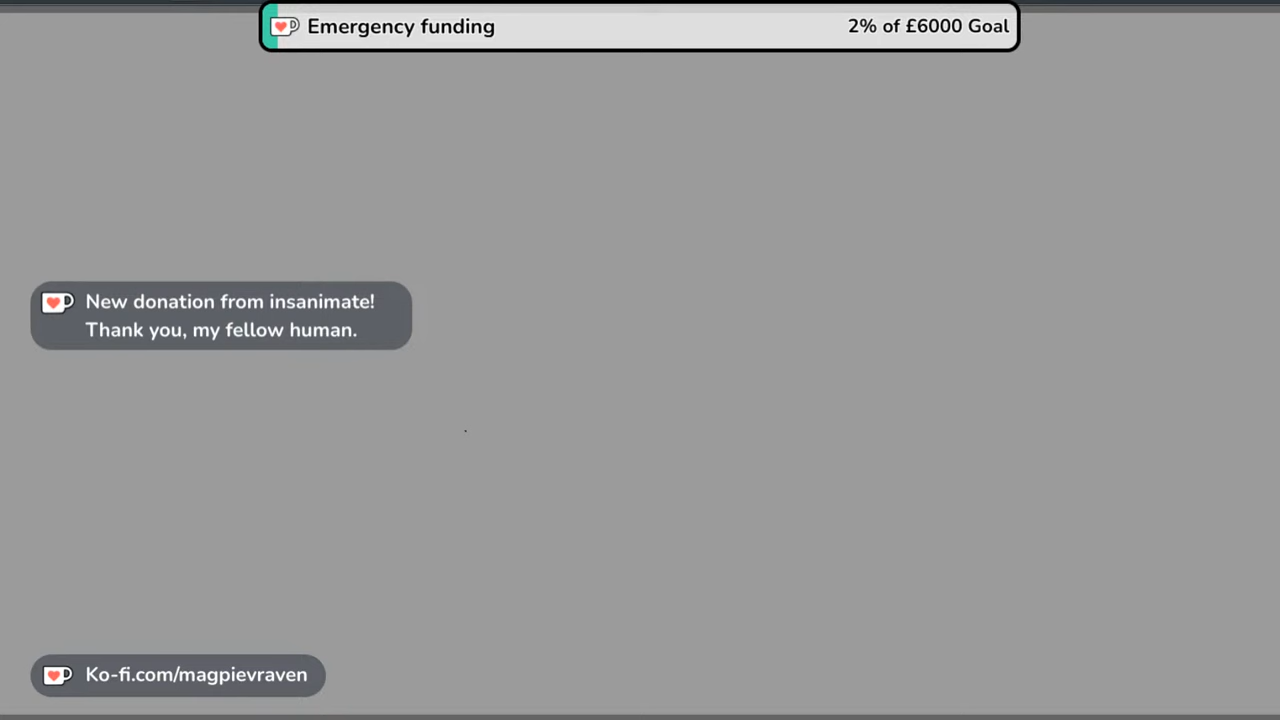 Emergency funding 2% of £6000 Goal
New donation from insanimate!
Thank you, my fellow human.
Ko-fi.com/magpievraven